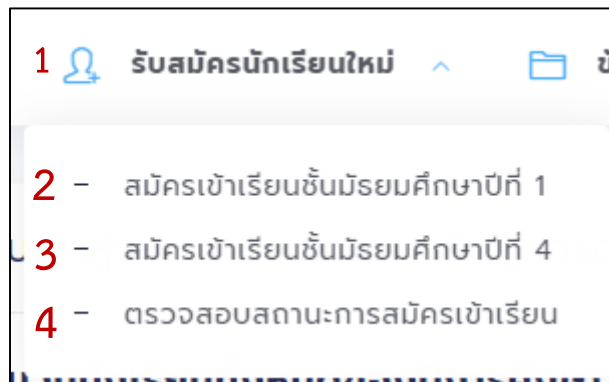 1 รับสมัครนักเรียนใหม่
2 - สมัครเข้าเรียนชั้นมัธยมศึกษาปีที่ 1
3 - สมัครเข้าเรียนชั้นมัธยมศึกษาปีที่ 4
4 - ตรวจสอบสถานะการสมัครเข้าเรียน